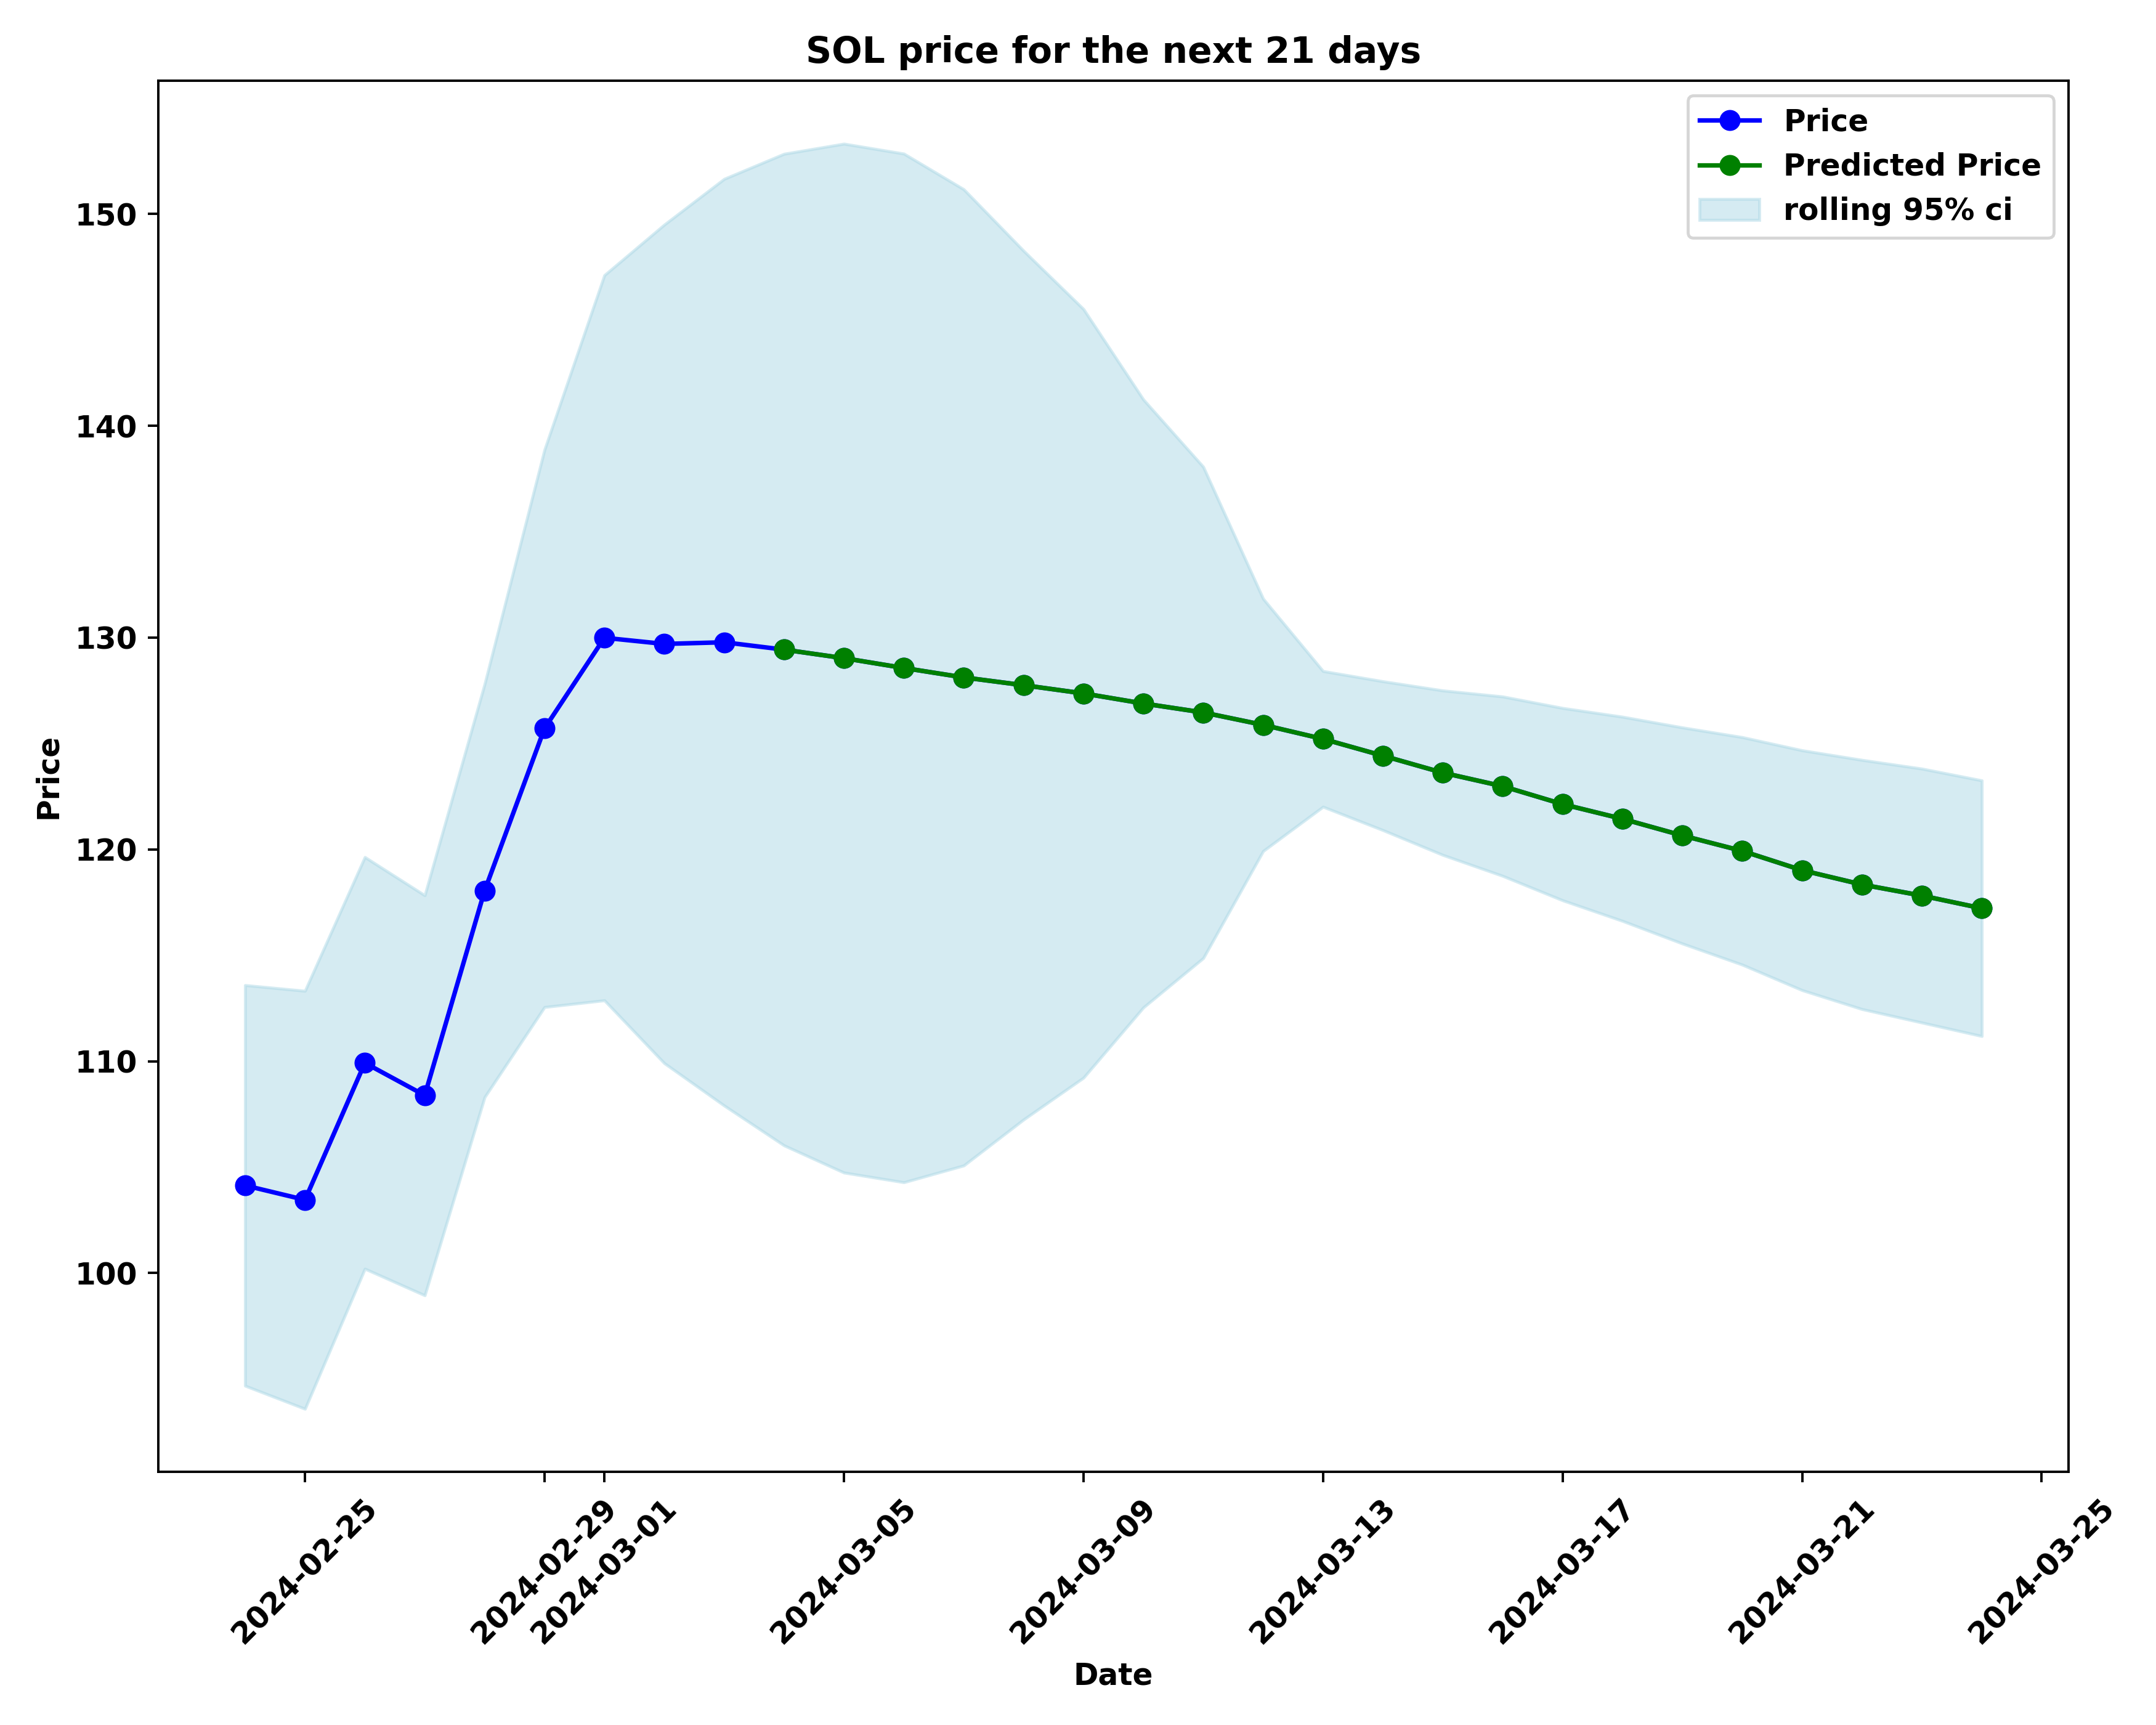 SOL price for the next 21 days
Price
Predicted Price
rolling 95% ci
150
140
130
120
110
100
Price
2024-02-25
2024-02-29
2024-03-01
2024-03-05
2024-03-09
2024-03-13
2024-03-17
2024-03-21
2024-03-25
Date